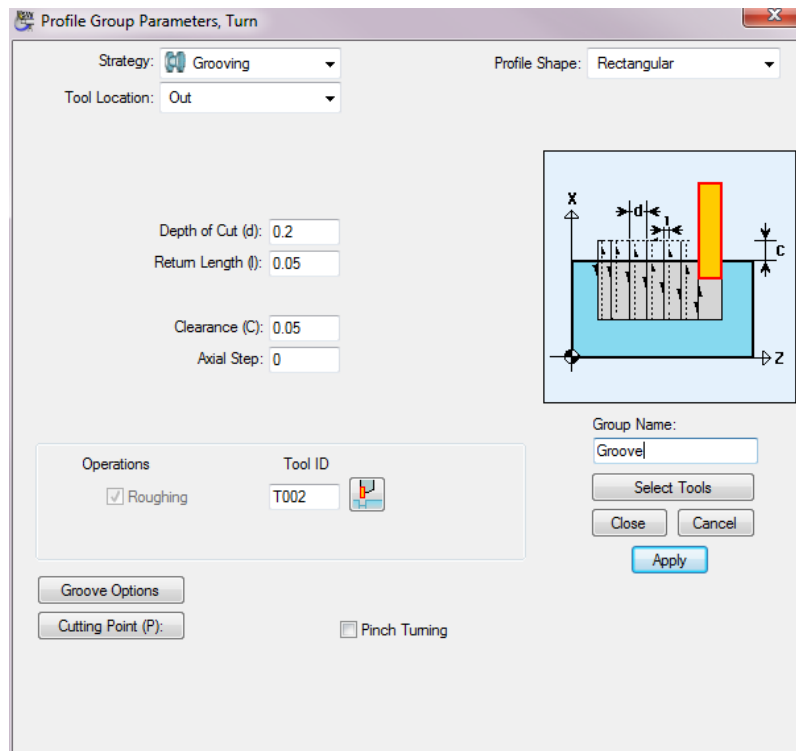 Profile Group Parameters, Turn
Strategy: Grooving Profile Shape: Rectangular
Tool Location: Out
X
d
l
C
Z
Depth of Cut (d): 0.2
Return Length (l): 0.05
Clearance (C): 0.05
Axial Step: 0
Group Name:
Groove
Operations Tool ID
Roughing T002
Select Tools
Close Cancel
Apply
Groove Options
Cutting Point (P):
Pinch Turning